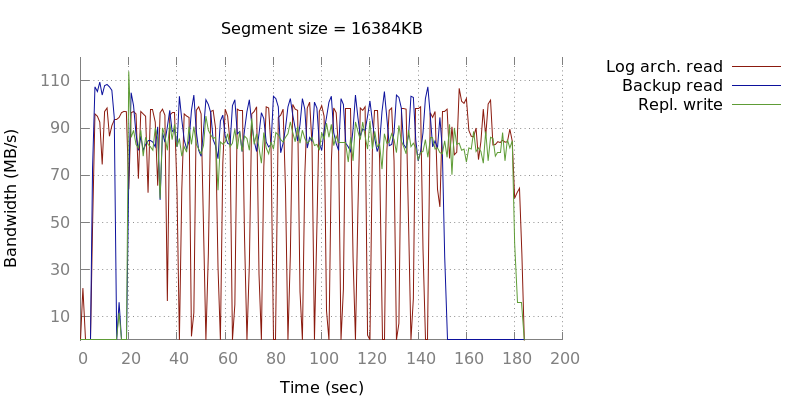 Segment size = 16384KB
Log arch. read
Backup read
Repl. write
Bandwidth (MB/s)
110
90
70
50
30
10
0 20 40 60 80 100 120 140 160 180 200
Time (sec)